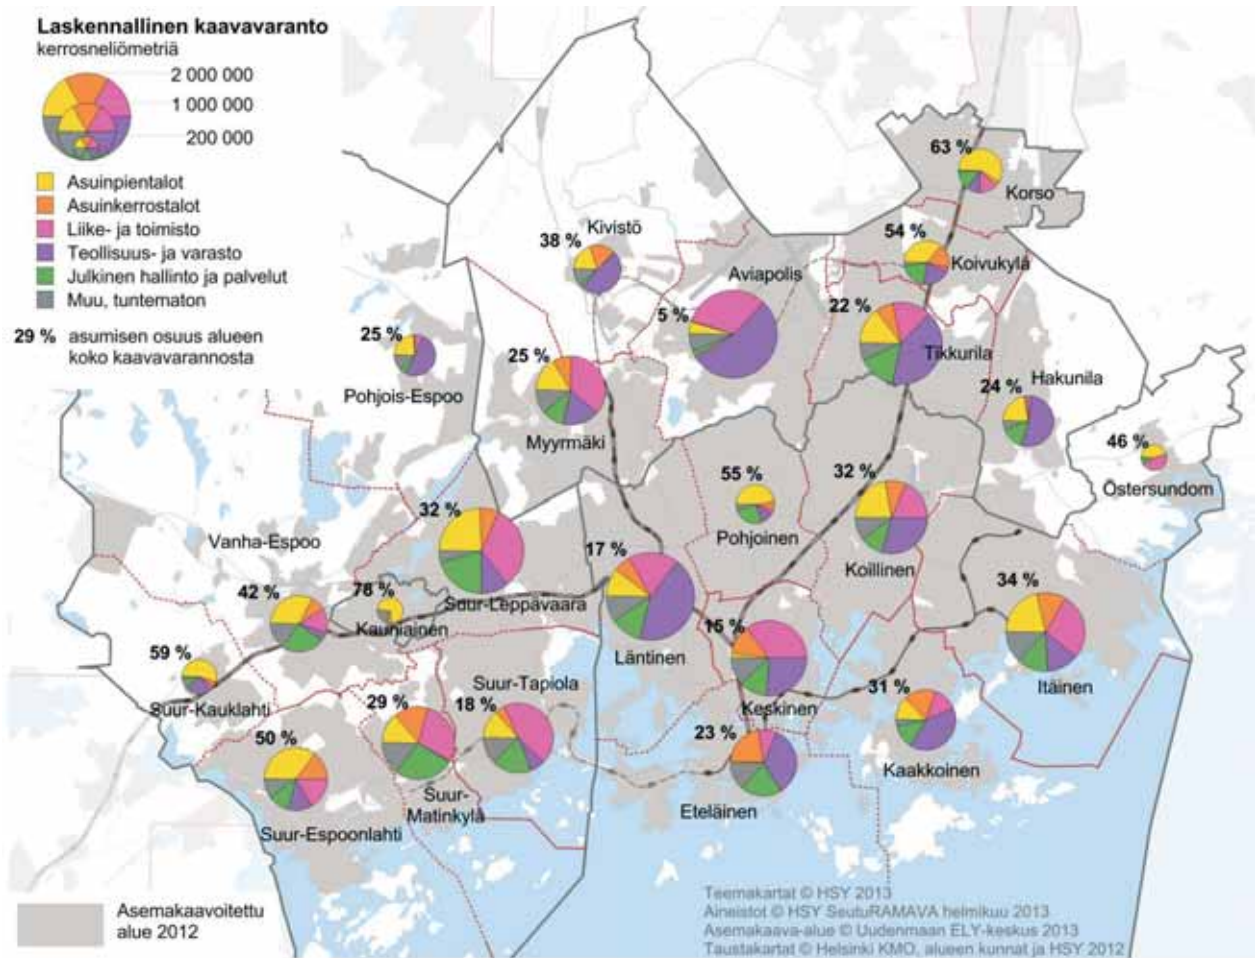 Laskennallinen kaavavaranto
kerrosneliömetriä
2 000 000
1 000 000
200 000
Asuinpientalot
Asuinkerrostalot
Liike- ja toimisto
Teollisuus- ja varasto
Julkinen hallinto ja palvelut
Muu, tuntematon
29 % asumisen osuus alueen
koko kaavavarannosta
63 %
Korso
Kivistö
38 %
54 %
Koivukylä
Aviapolis
5 %
22 %
Tikkurila
25 %
Pohjois-Espoo
25 %
Myyrmäki
24 %
Hakunila
46 %
Östersundom
55 %
Pohjoinen
32 %
Koillinen
32 %
Suur-Leppävaara
Vanha-Espoo
42 %
78 %
Kauniainen
17 %
Läntinen
34 %
Itäinen
59 %
Suur-Kauklahti
15 %
Keskinen
Suur-Tapiola
18 %
29 %
Suur-
Matinkylä
31 %
Kaakkoinen
50 %
Suur-Espoonlahti
23 %
Eteläinen
Asemakaavoitettu
alue 2012
Teemakartat © HSY 2013
Aineistot © HSY SeutuRAMAVA helmikuu 2013
Asemakaava-alue © Uudenmaan ELY-keskus 2013
Taustakartat © Helsinki KMO, alueen kunnat ja HSY 2012